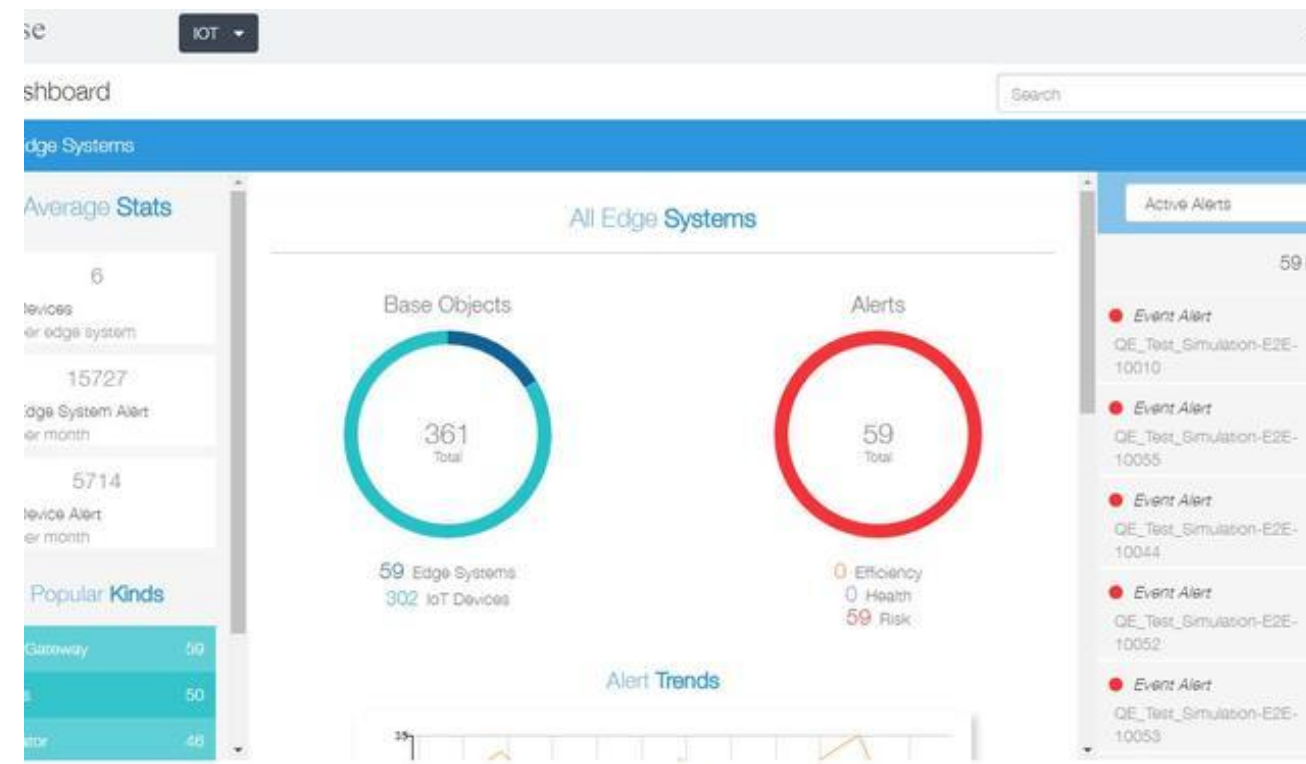 se
IOT
shboard
Search
dge Systems
Average Stats
6
evices
er edge system
15727
dge System Alert
er month
5714
evice Alert
er month
Popular Kinds
Gateway 59
s 50
ator 46
All Edge Systems
Base Objects
361
Total
59 Edge Systems
302 IoT Devices
Alerts
59
Total
0 Efficiency
0 Health
59 Risk
Alert Trends
35
Active Alerts
59
Event Alert
QE_Test_Simulation-E2E-
10010
Event Alert
QE_Test_Simulation-E2E-
10055
Event Alert
QE_Test_Simulation-E2E-
10044
Event Alert
QE_Test_Simulation-E2E-
10052
Event Alert
QE_Test_Simulation-E2E-
10053